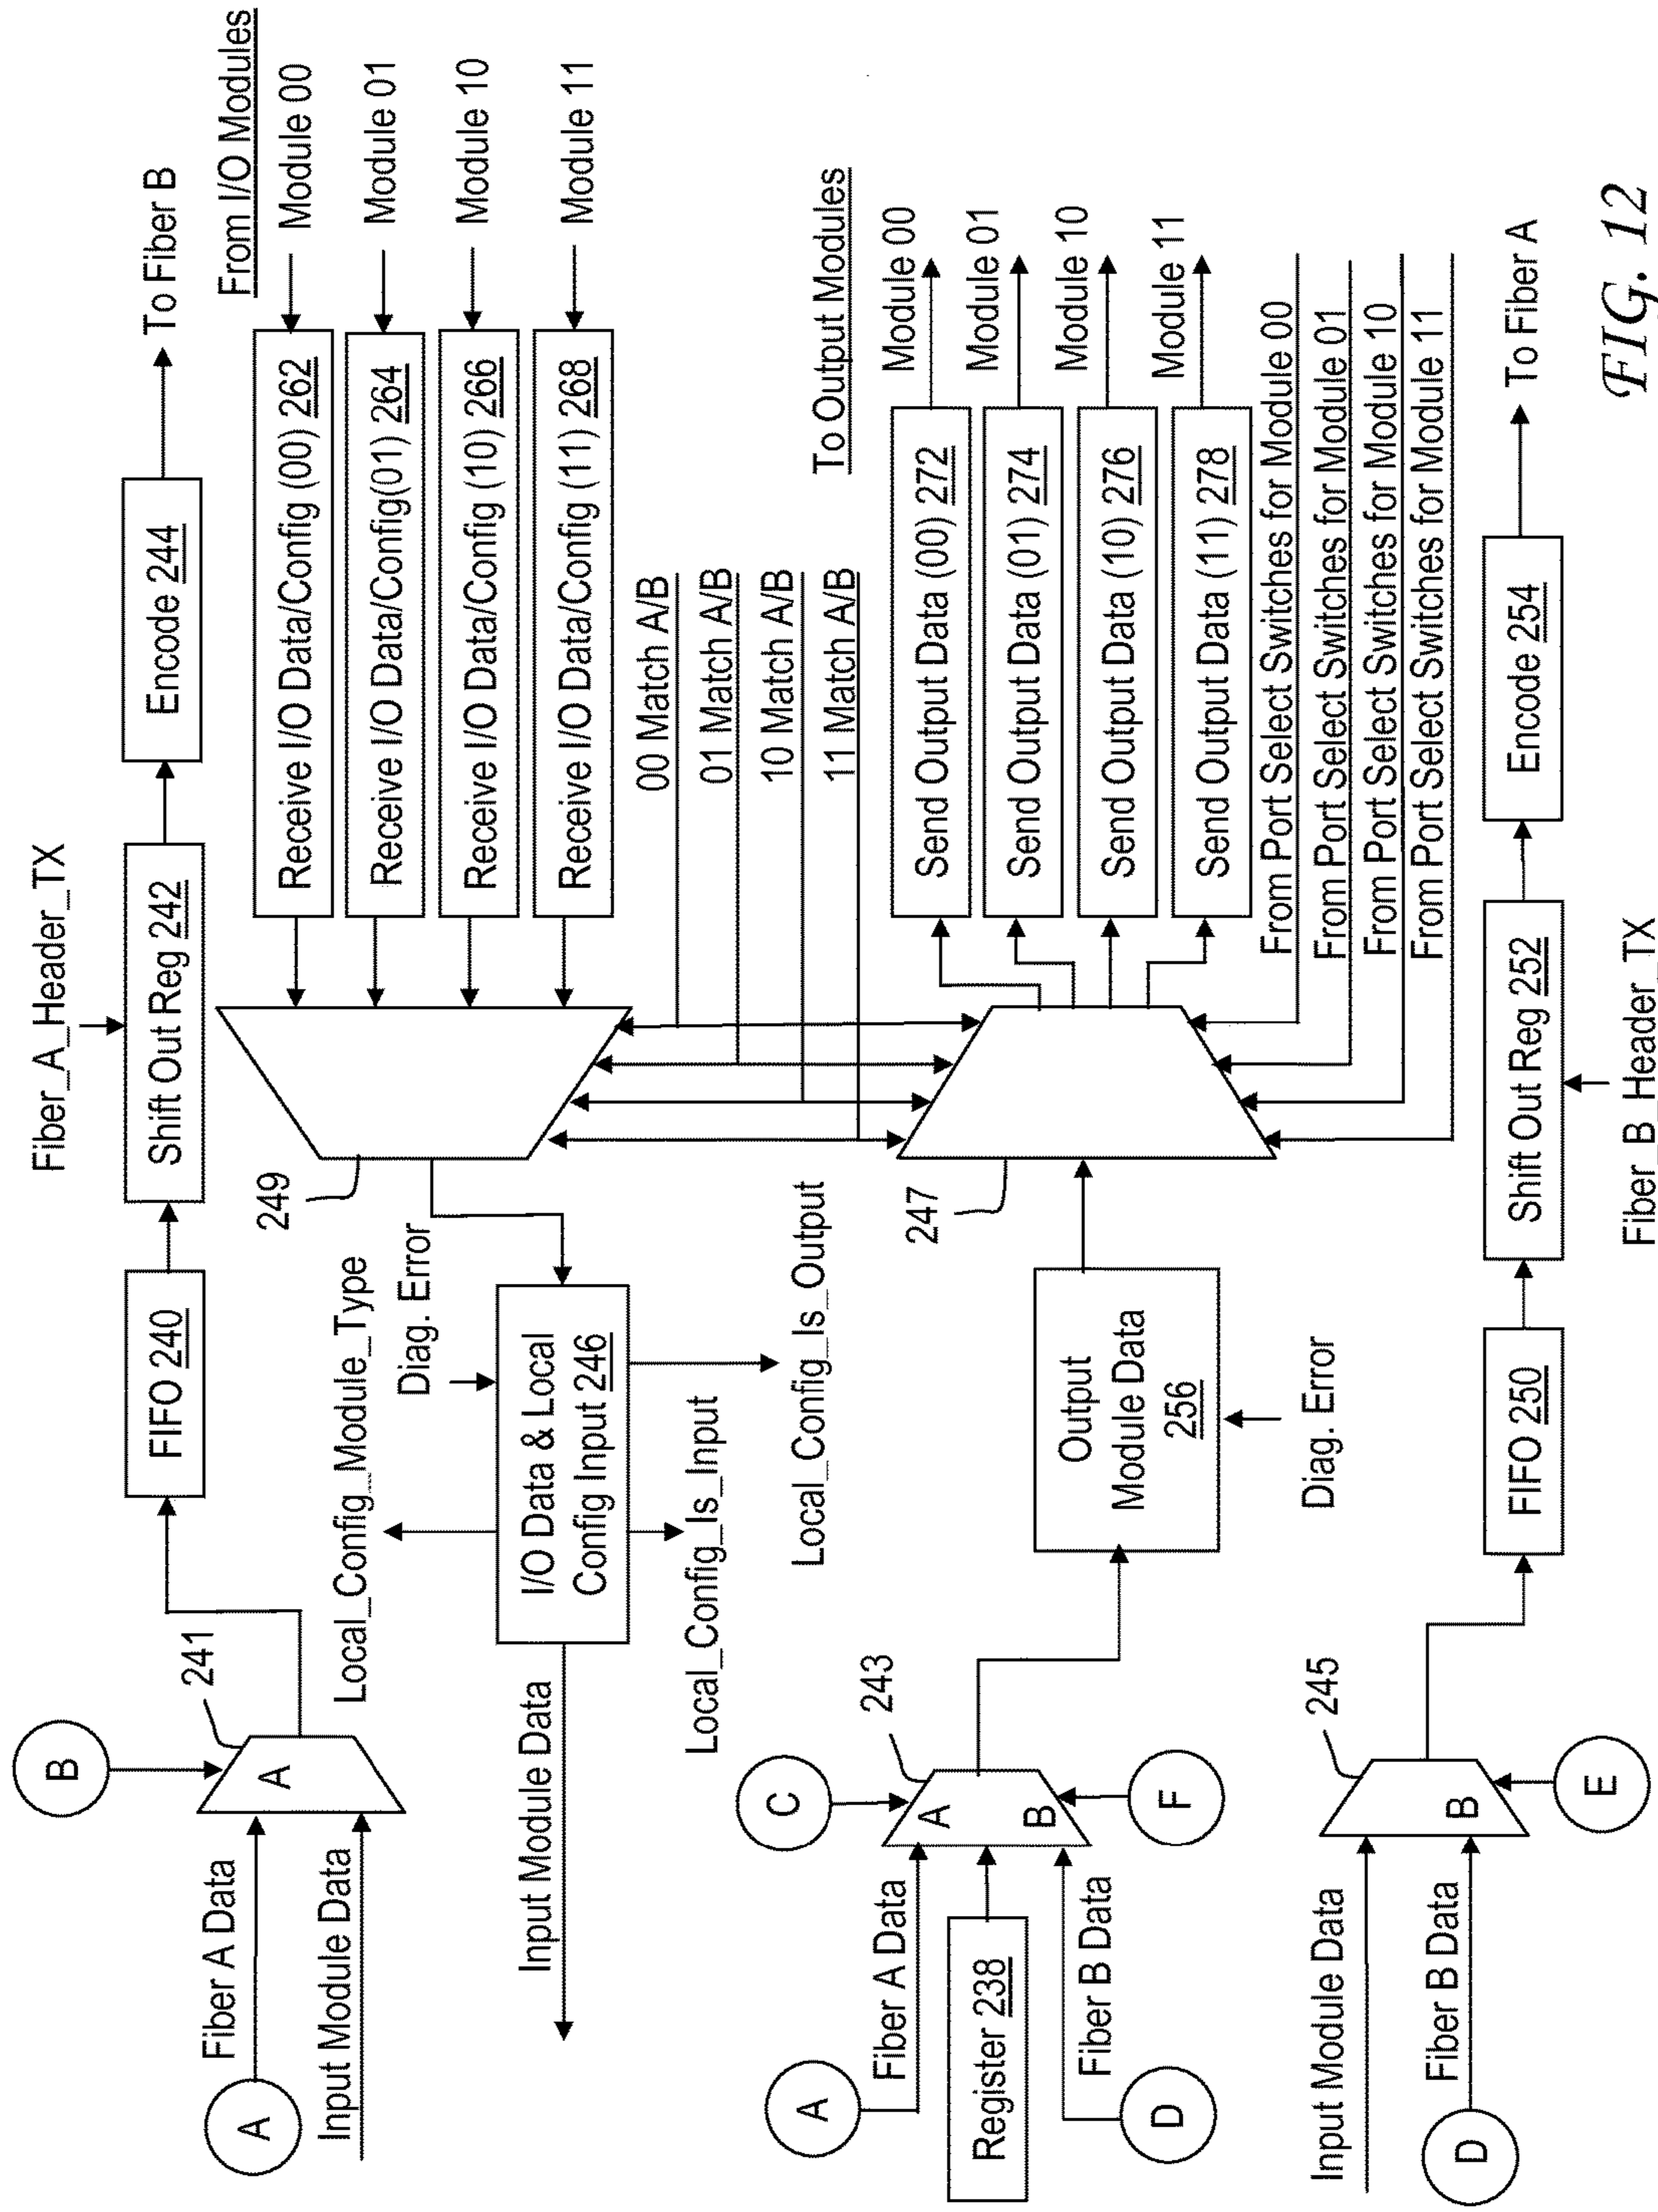 B
Fiber_A_Header_TX
A
Fiber A Data
Input Module Data
A
241
FIFO 240
Shift Out Reg 242
Encode 244
To Fiber B
From I/O Modules
Receive I/O Data/Config (00) 262
Module 00
Receive I/O Data/Config(01) 264
Module 01
Receive I/O Data/Config (10) 266
Module 10
Receive I/O Data/Config (11) 268
Module 11
249
Local_Config_Module_Type
Diag. Error
I/O Data & Local
Config Input 246
Input Module Data
Local_Config_Is_Input
Local_Config_Is_Output
00 Match A/B
01 Match A/B
10 Match A/B
11 Match A/B
C
A
Fiber A Data
Register 238
Fiber B Data
D
A
B
243
F
Output
Module Data
256
Diag. Error
247
To Output Modules
Send Output Data (00) 272
Module 00
Send Output Data (01) 274
Module 01
Send Output Data (10) 276
Module 10
Send Output Data (11) 278
Module 11
From Port Select Switches for Module 00
From Port Select Switches for Module 01
From Port Select Switches for Module 10
From Port Select Switches for Module 11
Input Module Data
Fiber B Data
D
B
245
E
FIFO 250
Shift Out Reg 252
Fiber_B_Header_TX
Encode 254
To Fiber A
FIG. 12